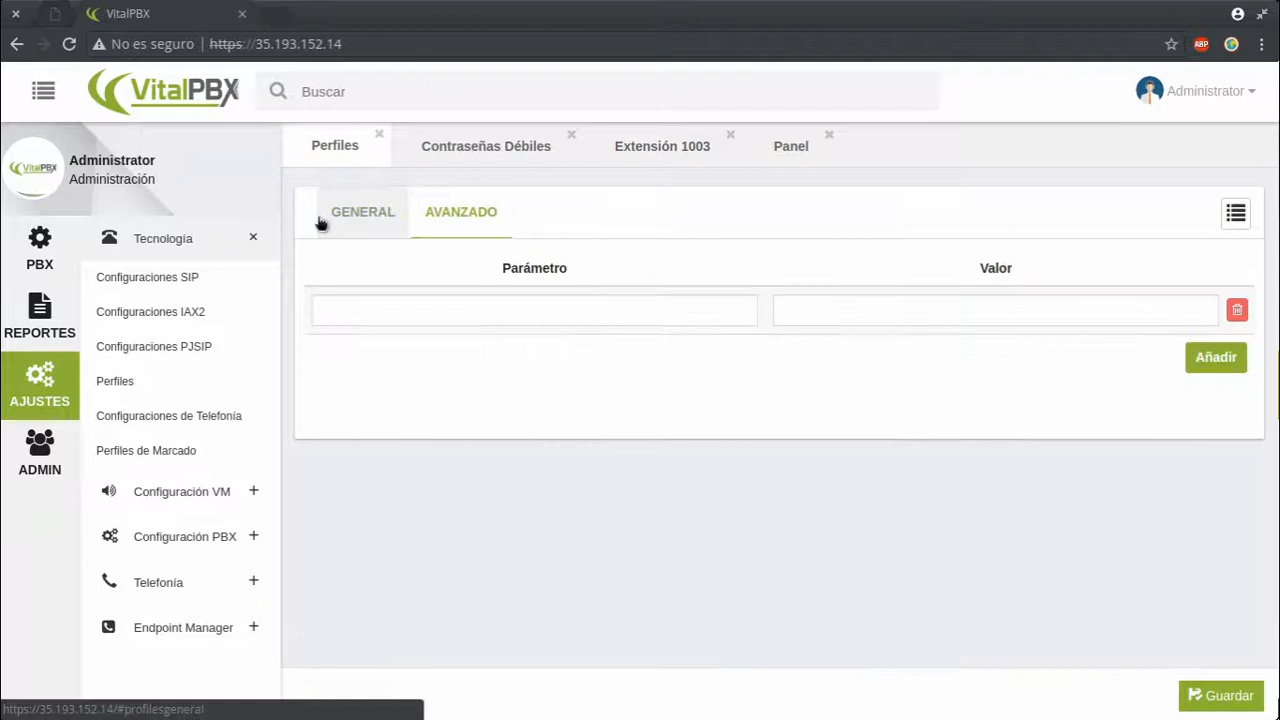 VitalPBX
No es seguro | https://35.193.152.14
ABP
VitalPBX
Buscar
Administrator
VitalPBX
Administrator
Administración
Perfiles
Contraseñas Débiles
Extensión 1003
Panel
GENERAL
AVANZADO
PBX
REPORTES
AJUSTES
ADMIN
Tecnología
Configuraciones SIP
Configuraciones IAX2
Configuraciones PJSIP
Perfiles
Configuraciones de Telefonía
Perfiles de Marcado
Configuración VM
Configuración PBX
Telefonía
Endpoint Manager
Parámetro
Valor
Añadir
Guardar
https://35.193.152.14/#profilesgeneral